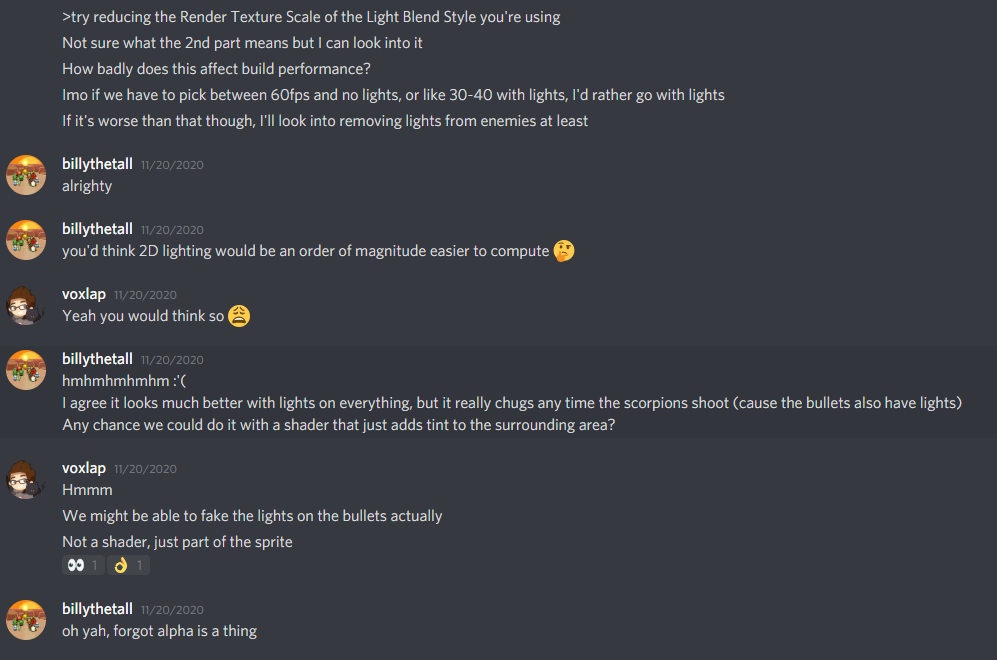 >try reducing the Render Texture Scale of the Light Blend Style you're using
Not sure what the 2nd part means but I can look into it
How badly does this affect build performance?
Imo if we have to pick between 60fps and no lights, or like 30-40 with lights, I'd rather go with lights
If it's worse than that though, I'll look into removing lights from enemies at least
billythetall 11/20/2020
alrighty
billythetall 11/20/2020
you'd think 2D lighting would be an order of magnitude easier to compute 🤔
voxlap 11/20/2020
Yeah you would think so 😩
billythetall 11/20/2020
hmhmhmhmhm :'(
I agree it looks much better with lights on everything, but it really chugs any time the scorpions shoot (cause the bullets also have lights)
Any chance we could do it with a shader that just adds tint to the surrounding area?
voxlap 11/20/2020
Hmmm
We might be able to fake the lights on the bullets actually
Not a shader, just part of the sprite
👀 1 👌 1
billythetall 11/20/2020
oh yah, forgot alpha is a thing